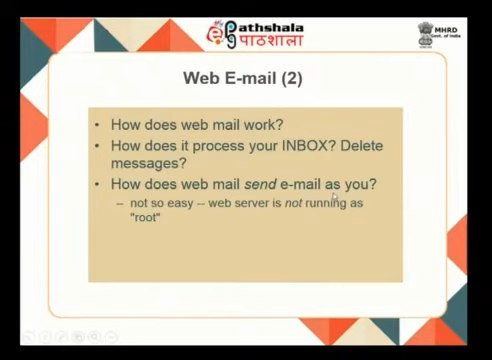 Pathshala
पाठशाला
MHRD
Govt. of India
Web E-mail (2)
• How does web mail work?
• How does it process your INBOX? Delete
messages?
• How does web mail send e-mail as you?
– not so easy -- web server is not running as
"root"